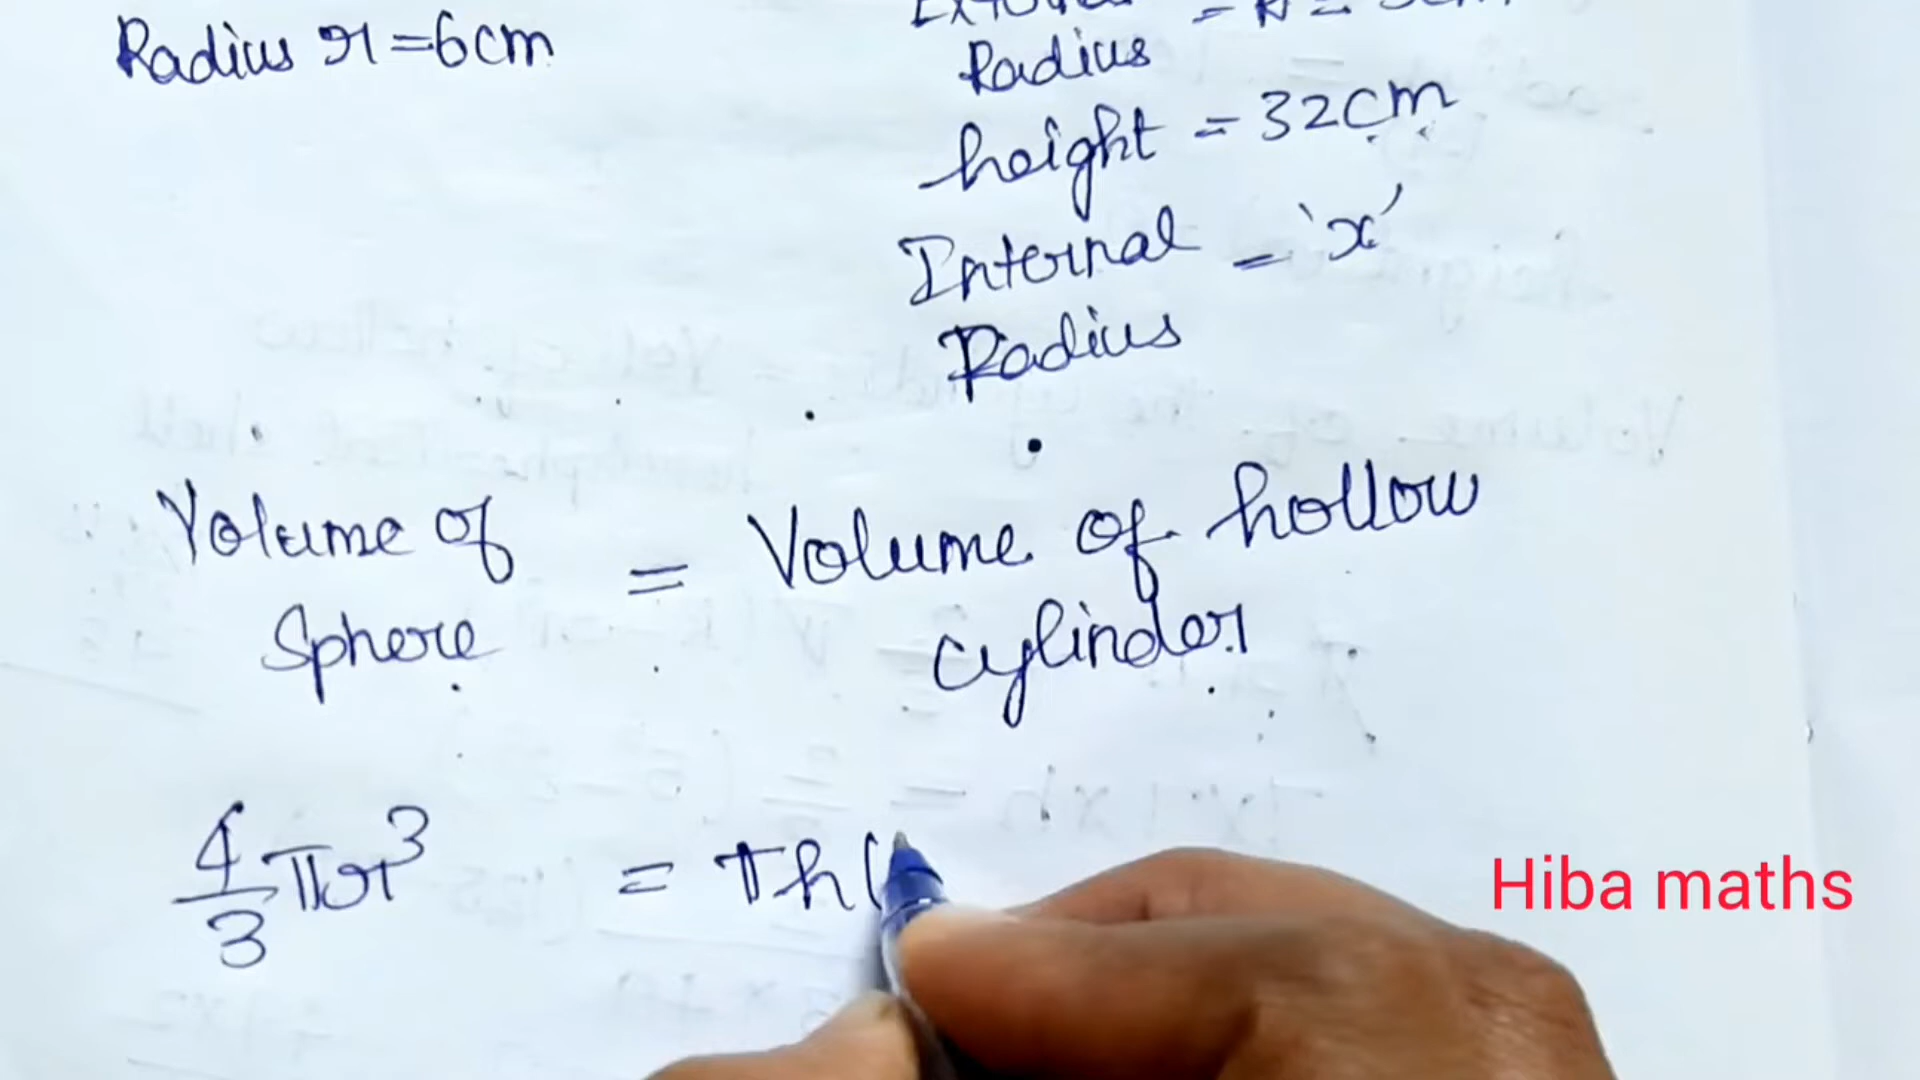 Radius r = 6cm
Radius
height = 32cm
Internal = 'x'
Radius
Volume of = Volume of hollow
Sphere cylinder
4/3 πr³ = πh(
Hiba maths